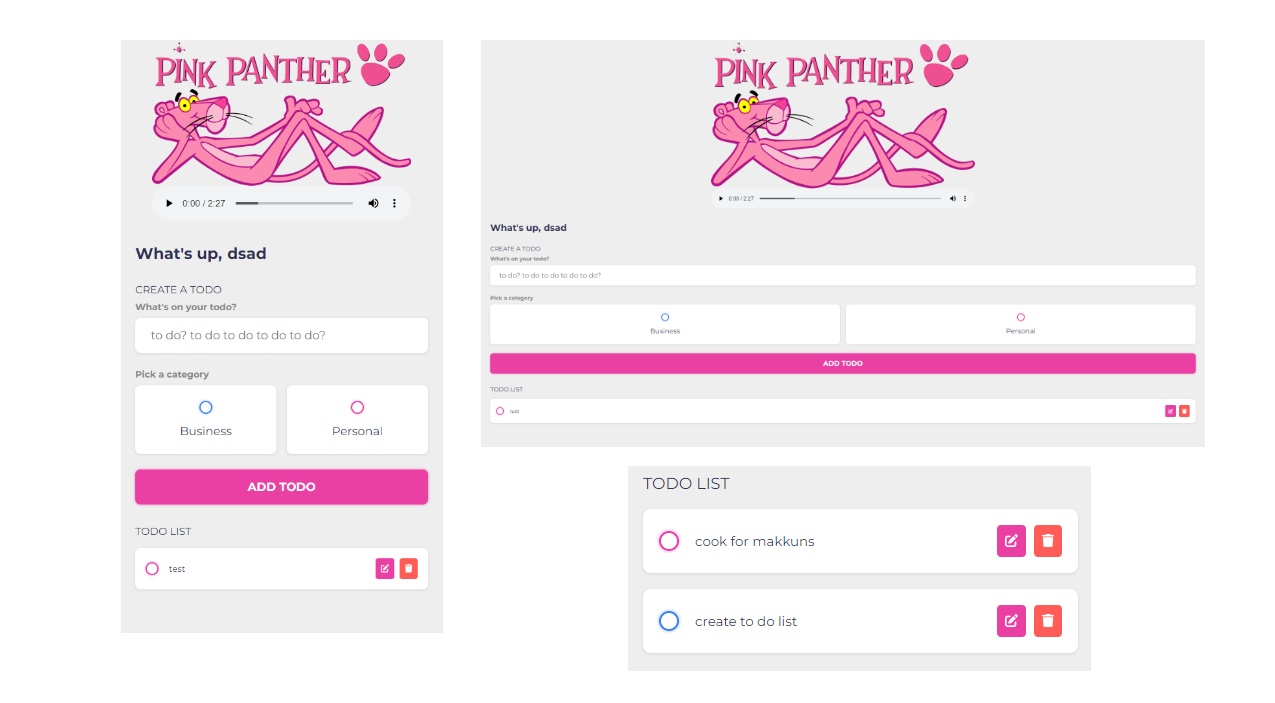 PINK PANTHER
0:00 / 2:27
What's up, dsad
CREATE A TODO
What's on your todo?
to do? to do to do to do to do?
Pick a category
Business
Personal
ADD TODO
TODO LIST
test
PINK PANTHER
0:00 / 2:27
What's up, dsad
CREATE A TODO
What's on your todo?
to do? to do to do to do to do?
Pick a category
Business
Personal
ADD TODO
TODO LIST
test
TODO LIST
cook for makkuns
create to do list